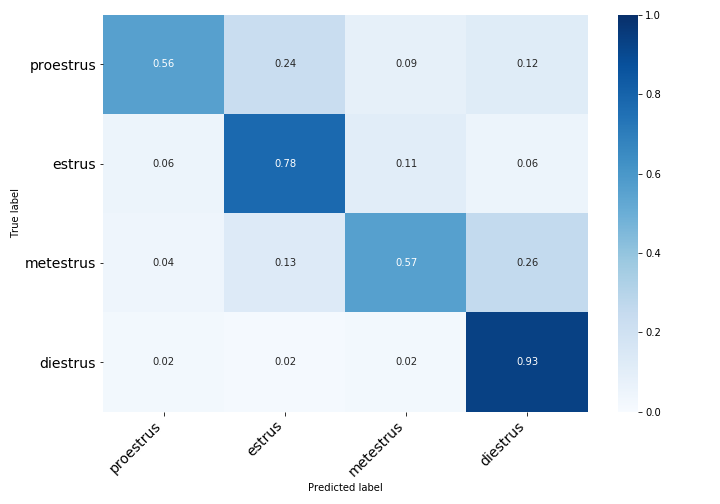 1.0
proestrus 0.56 0.24 0.09 0.12
0.8
estrus 0.06 0.78 0.11 0.06
0.6
True label
0.4
metestrus 0.04 0.13 0.57 0.26
0.2
diestrus 0.02 0.02 0.02 0.93
0.0
proestrus estrus metestrus diestrus
Predicted label